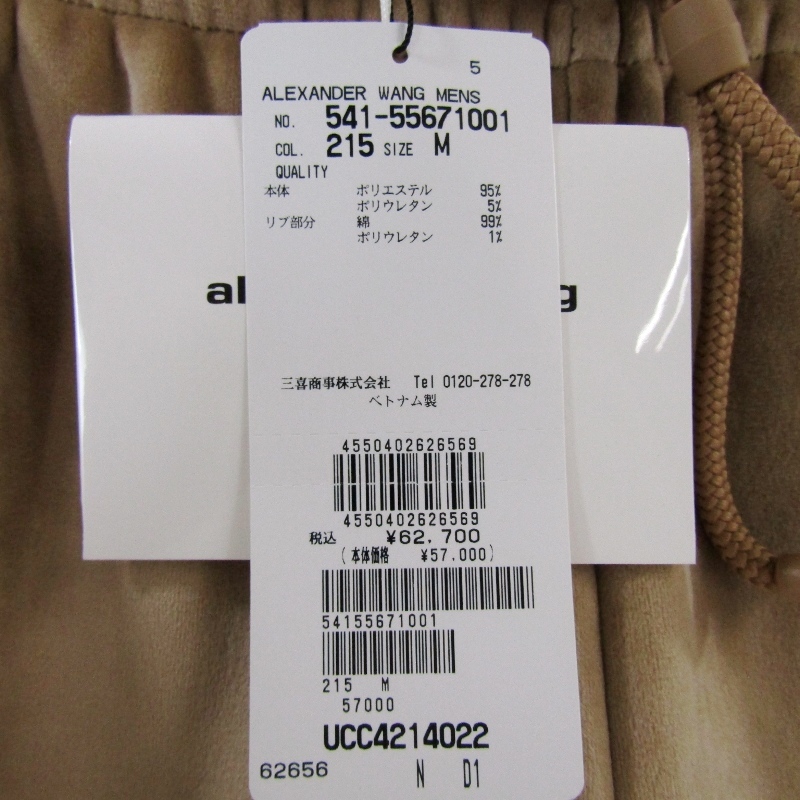 5
ALEXANDER WANG MENS
NO. 541-55671001
COL. 215 SIZE M
QUALITY
本体 ポリエステル 95%
ポリウレタン 5%
リブ部分 綿 99%
ポリウレタン 1%
al g
三喜商事株式会社 Tel 0120-278-278
ベトナム製
4550402626569
4550402626569
税込 ¥62,700
(本体価格 ¥57,000)
54155671001
215 M
57000
UCC4214022
62656 N D1